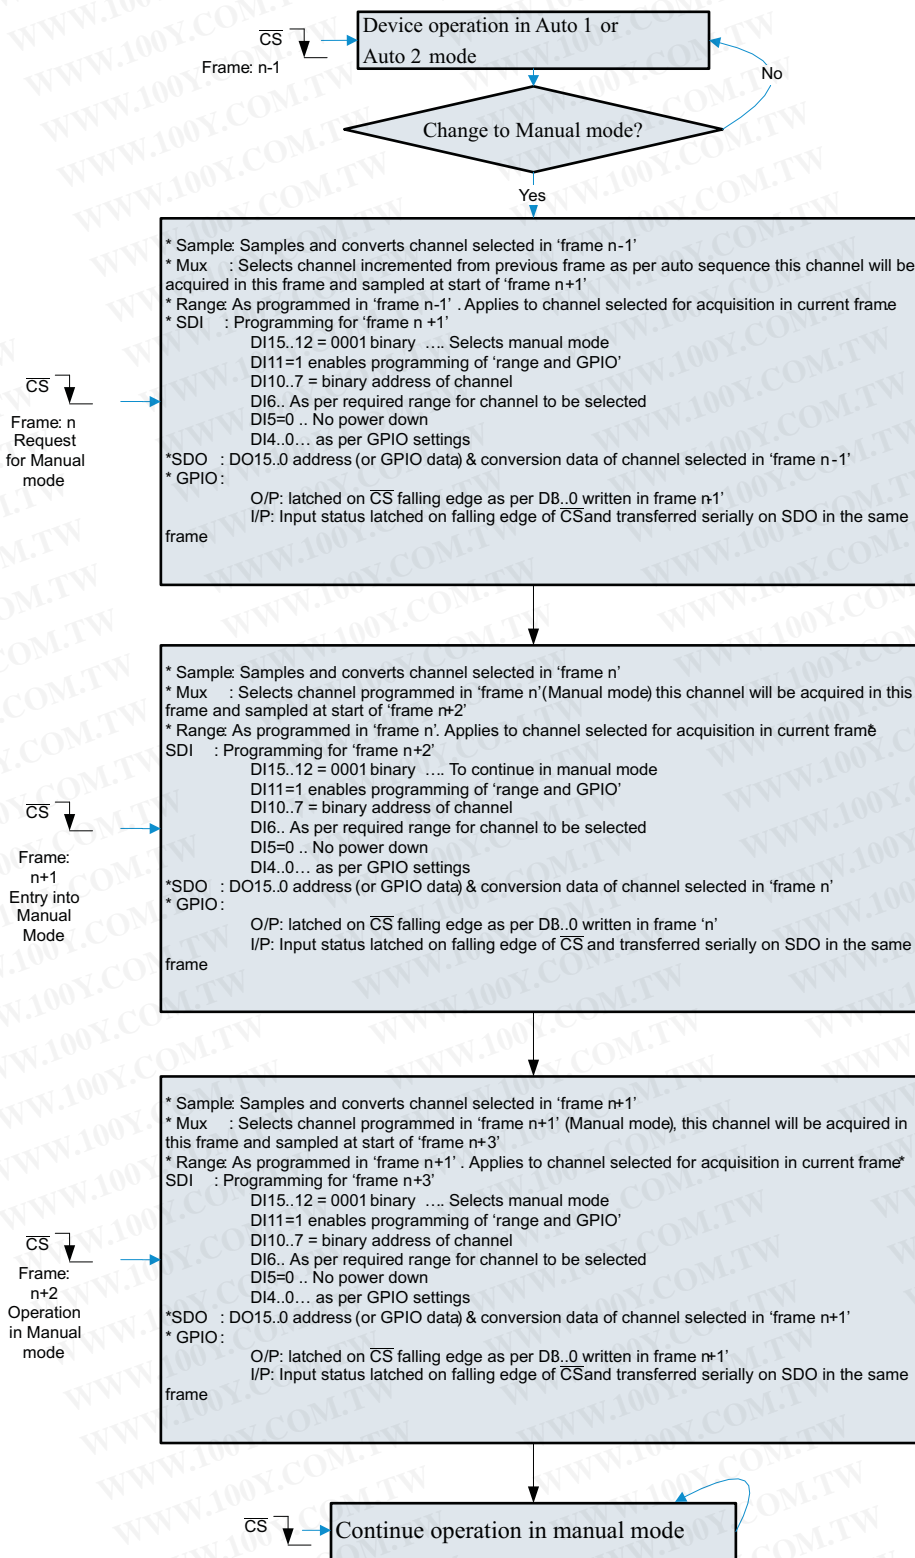 Device operation in Auto 1 or
Auto 2 mode
CS
Frame: n-1
No
Change to Manual mode?
Yes
* Sample: Samples and converts channel selected in ‘frame n-1’
* Mux : Selects channel incremented from previous frame as per auto sequence this channel will be
acquired in this frame and sampled at start of ‘frame n+1’
* Range: As programmed in ‘frame n-1’ . Applies to channel selected for acquisition in current frame
* SDI : Programming for ‘frame n +1’
DI15..12 = 0001 binary .... Selects manual mode
DI11=1 enables programming of ‘range and GPIO’
DI10..7 = binary address of channel
DI6.. As per required range for channel to be selected
DI5=0 .. No power down
DI4..0… as per GPIO settings
*SDO : DO15..0 address (or GPIO data) & conversion data of channel selected in ‘frame n-1’
* GPIO :
O/P: latched on CS falling edge as per DB..0 written in frame n-1’
I/P: Input status latched on falling edge of CS and transferred serially on SDO in the same
frame
CS
Frame: n
Request
for Manual
mode
* Sample: Samples and converts channel selected in ‘frame n’
* Mux : Selects channel programmed in ‘frame n’(Manual mode) this channel will be acquired in this
frame and sampled at start of ‘frame n+2’
* Range: As programmed in ‘frame n’. Applies to channel selected for acquisition in current frame*
SDI : Programming for ‘frame n+2’
DI15..12 = 0001 binary .... To continue in manual mode
DI11=1 enables programming of ‘range and GPIO’
DI10..7 = binary address of channel
DI6.. As per required range for channel to be selected
DI5=0 .. No power down
DI4..0… as per GPIO settings
*SDO : DO15..0 address (or GPIO data) & conversion data of channel selected in ‘frame n’
* GPIO :
O/P: latched on CS falling edge as per DB..0 written in frame ‘n’
I/P: Input status latched on falling edge of CS and transferred serially on SDO in the same
frame
CS
Frame:
n+1
Entry into
Manual
Mode
* Sample: Samples and converts channel selected in ‘frame n+1’
* Mux : Selects channel programmed in ‘frame n+1’ (Manual mode), this channel will be acquired in
this frame and sampled at start of ‘frame n+3’
* Range: As programmed in ‘frame n+1’ . Applies to channel selected for acquisition in current frame*
SDI : Programming for ‘frame n+3’
DI15..12 = 0001 binary .... Selects manual mode
DI11=1 enables programming of ‘range and GPIO’
DI10..7 = binary address of channel
DI6.. As per required range for channel to be selected
DI5=0 .. No power down
DI4..0… as per GPIO settings
*SDO : DO15..0 address (or GPIO data) & conversion data of channel selected in ‘frame n+1’
* GPIO :
O/P: latched on CS falling edge as per DB..0 written in frame n+1’
I/P: Input status latched on falling edge of CS and transferred serially on SDO in the same
frame
CS
Frame:
n+2
Operation
in Manual
mode
CS
Continue operation in manual mode
WWW.100Y.COM.TW